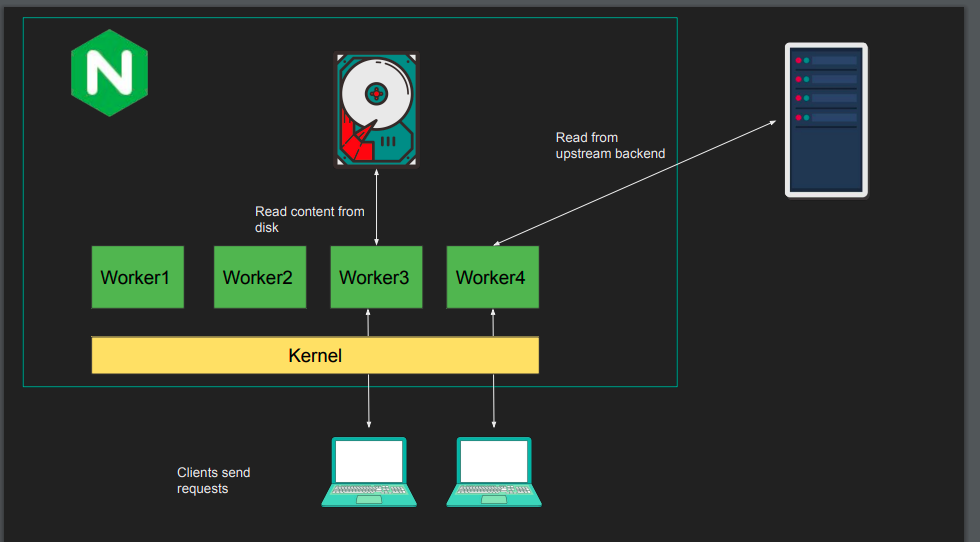 N
Read from
upstream backend
Read content from
disk
Worker1
Worker2
Worker3
Worker4
Kernel
Clients send
requests